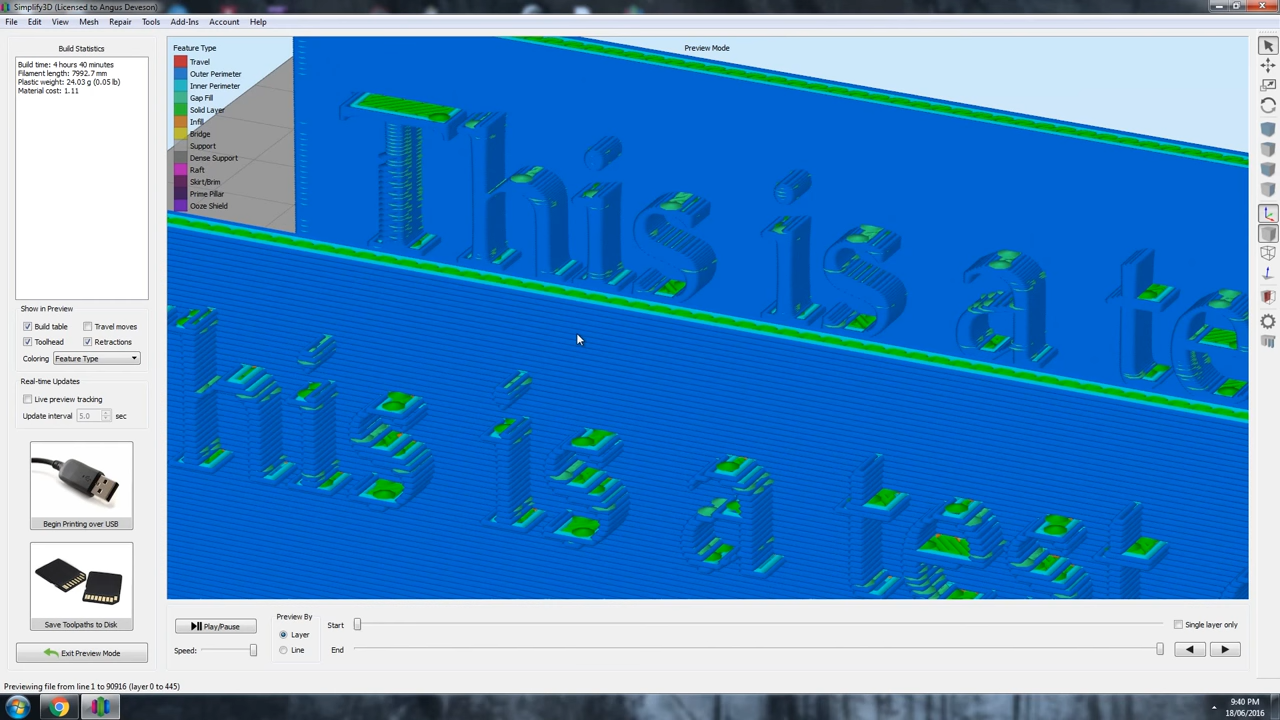 Simplify3D (Licensed to Angus Deveson)
File Edit View Mesh Repair Tools Add-Ins Account Help
Build Statistics
Build time: 4 hours 40 minutes
Filament length: 7992.7 mm
Plastic weight: 24.03 g (0.05 lb)
Material cost: 1.11
Show in Preview
Build table
Travel moves
Toolhead
Retractions
Coloring Feature Type
Real-time Updates
Live preview tracking
Update interval 5.0 sec
Begin Printing over USB
Save Toolpaths to Disk
Exit Preview Mode
Feature Type
Travel
Outer Perimeter
Inner Perimeter
Gap Fill
Solid Layer
Infill
Bridge
Support
Dense Support
Raft
Skirt/Brim
Prime Pillar
Ooze Shield
Preview Mode
This is a te
his is a test
Play/Pause
Speed:
Preview By
Layer
Line
Start
End
Single layer only
Previewing file from line 1 to 90916 (layer 0 to 445)
9:40 PM
18/06/2016